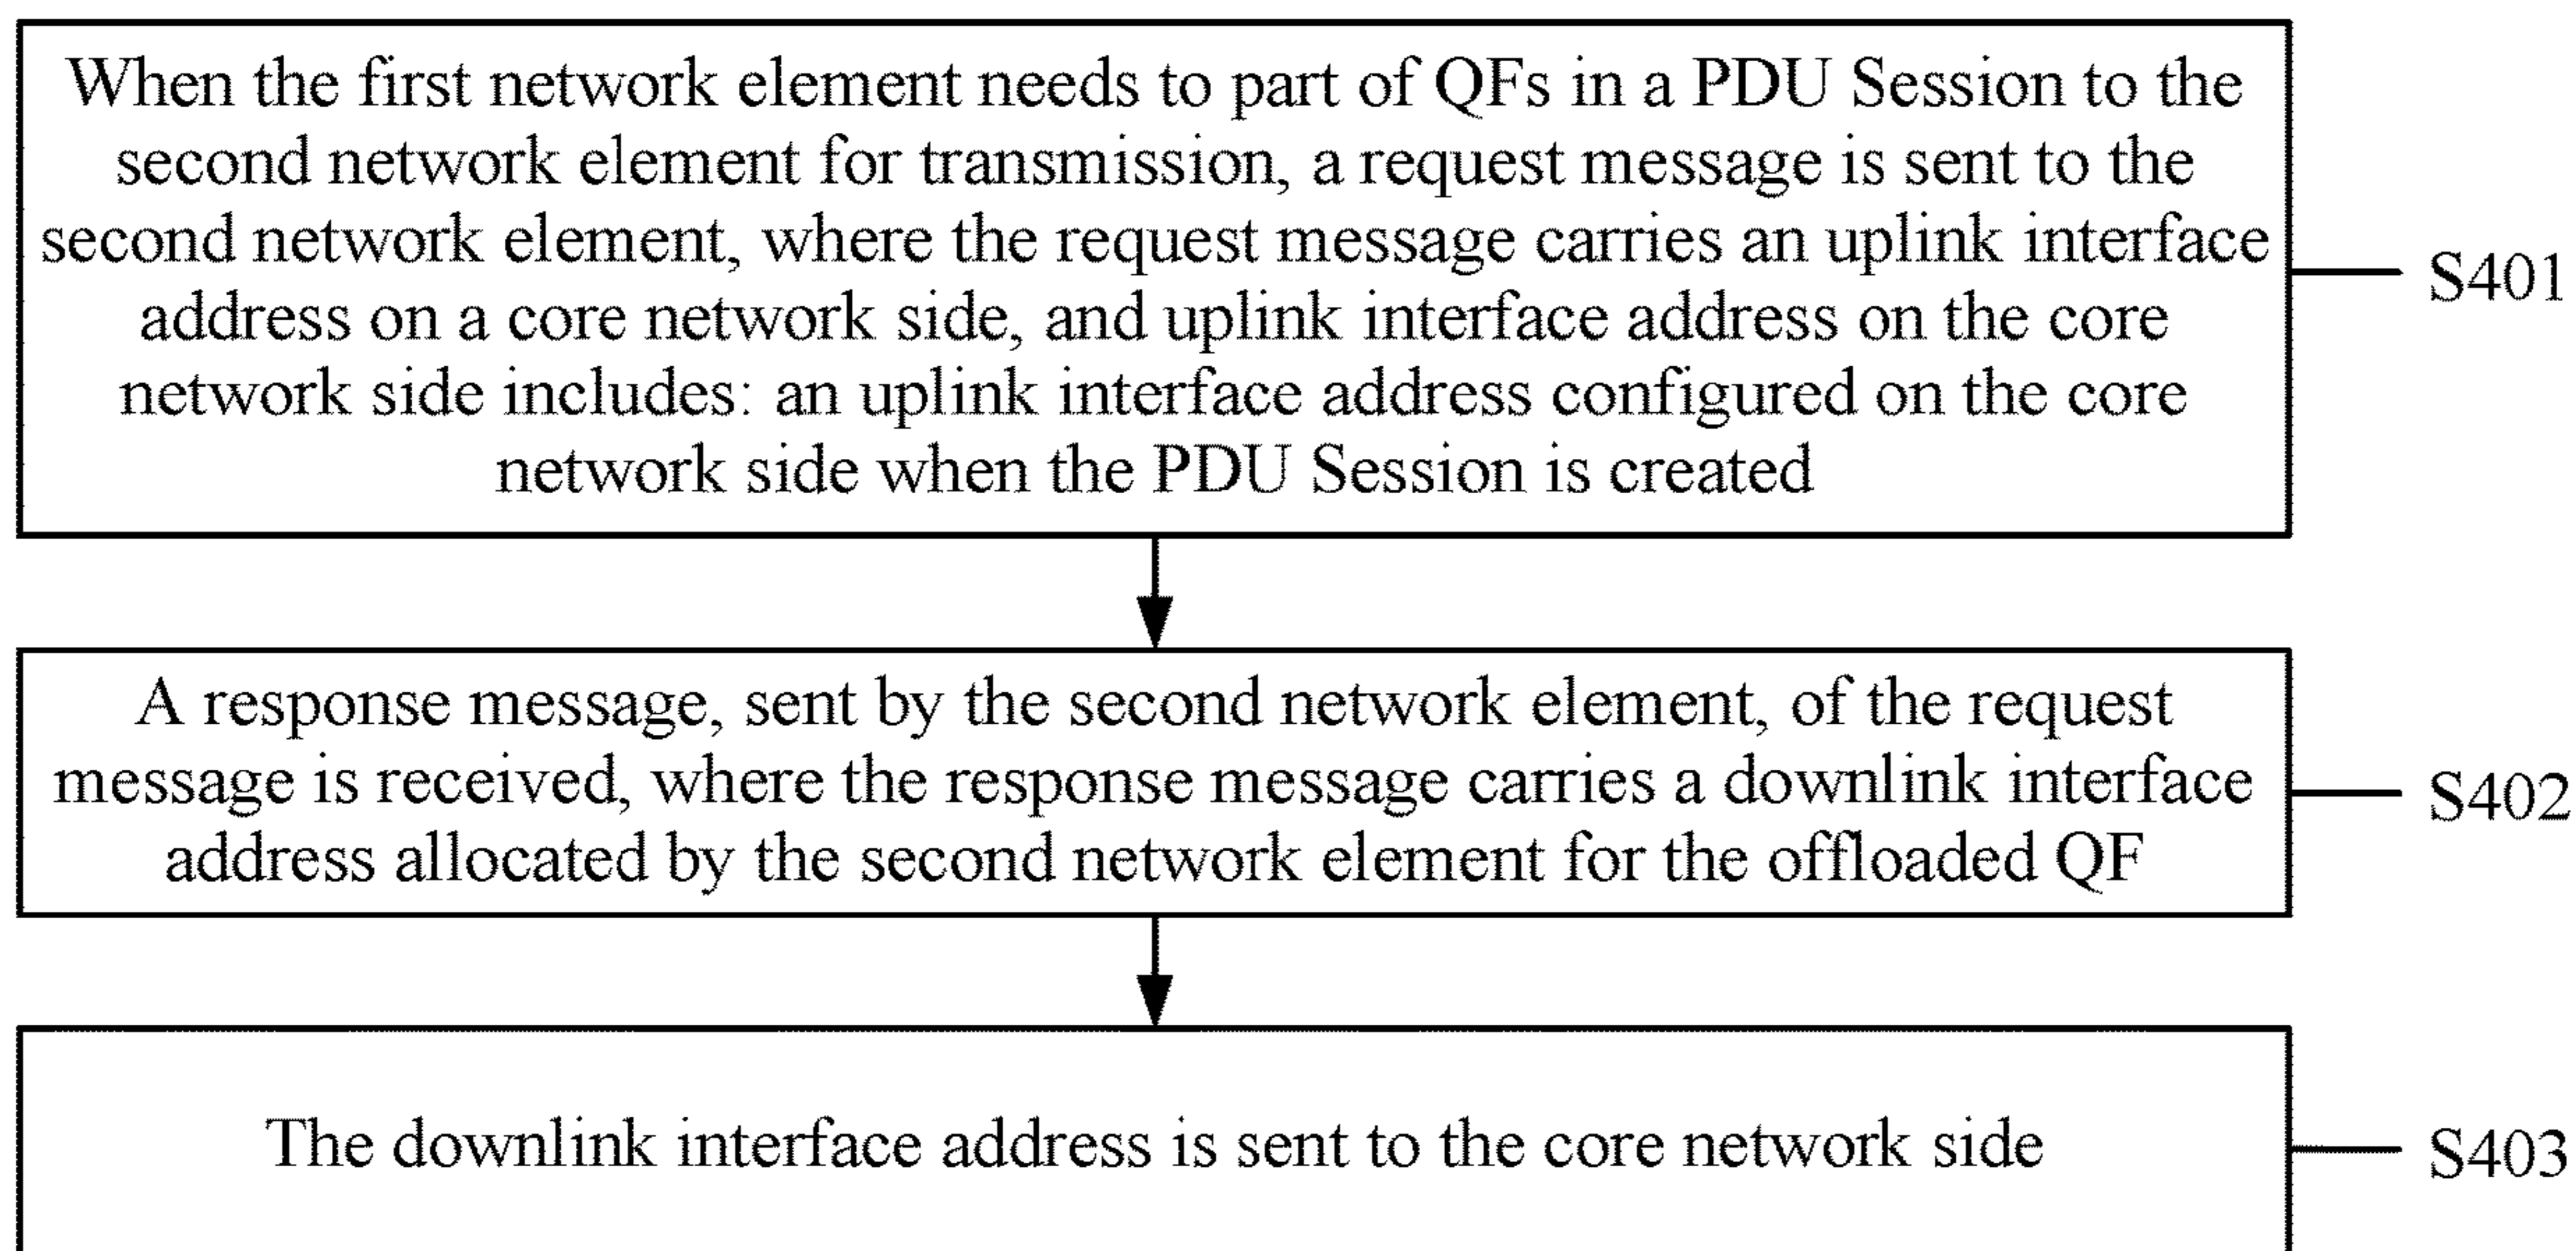 When the first network element needs to part of QFs in a PDU Session to the
second network element for transmission, a request message is sent to the
second network element, where the request message carries an uplink interface
address on a core network side, and uplink interface address on the core
network side includes: an uplink interface address configured on the core
network side when the PDU Session is created
S401
A response message, sent by the second network element, of the request
message is received, where the response message carries a downlink interface
address allocated by the second network element for the offloaded QF
S402
The downlink interface address is sent to the core network side
S403